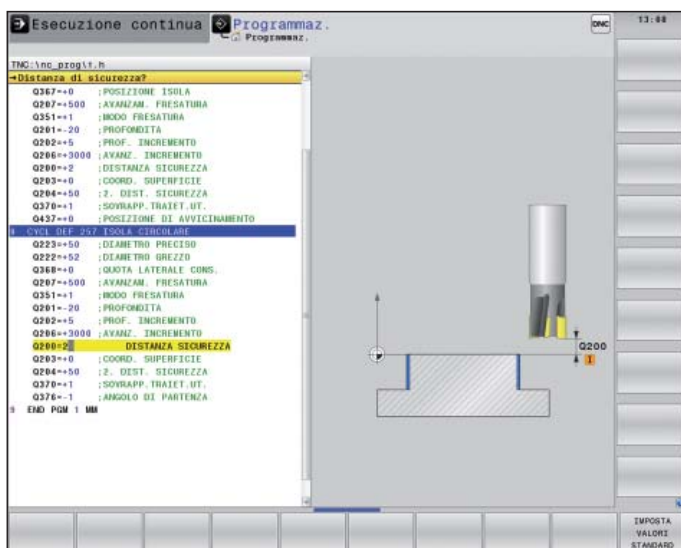 Esecuzione continua
Programmaz.
Programmaz.
DNC
13:08
TNC:\nc_prog\1.h
→Distanza di sicurezza?
Q367=+0 ;POSIZIONE ISOLA
Q207=+500 ;AVANZAM. FRESATURA
Q351=+1 ;MODO FRESATURA
Q201=-20 ;PROFONDITA
Q202=+5 ;PROF. INCREMENTO
Q206=+3000 ;AVANZ. INCREMENTO
Q200=+2 ;DISTANZA SICUREZZA
Q203=+0 ;COORD. SUPERFICIE
Q204=+50 ;2. DIST. SICUREZZA
Q370=+1 ;SOVRAPP.TRAIET.UT.
Q437=+0 ;POSIZIONE DI AVVICINAMENTO
CYCL DEF 257 ISOLA CIRCOLARE
Q223=+50 ;DIAMETRO PRECISO
Q222=+52 ;DIAMETRO GREZZO
Q368=+0 ;QUOTA LATERALE CONS.
Q207=+500 ;AVANZAM. FRESATURA
Q351=+1 ;MODO FRESATURA
Q201=-20 ;PROFONDITA
Q202=+5 ;PROF. INCREMENTO
Q206=+3000 ;AVANZ. INCREMENTO
Q200=2 DISTANZA SICUREZZA
Q203=+0 ;COORD. SUPERFICIE
Q204=+50 ;2. DIST. SICUREZZA
Q370=+1 ;SOVRAPP.TRAIET.UT.
Q376=-1 ;ANGOLO DI PARTENZA
9 END PGM 1 MM
Q200
I
IMPOSTA
VALORI
STANDARD